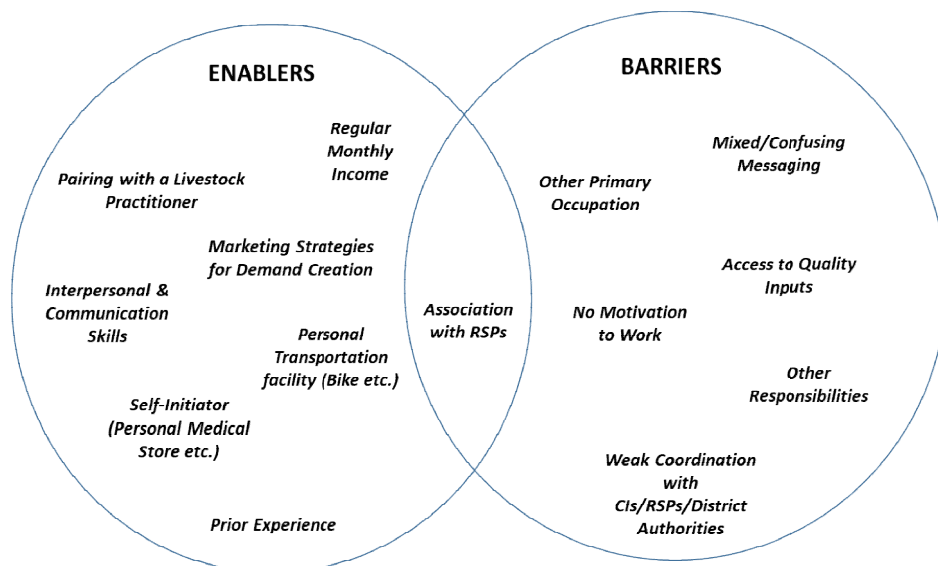 ENABLERS
Regular
Monthly
Income
Pairing with a Livestock
Practitioner
Marketing Strategies
for Demand Creation
Interpersonal &
Communication
Skills
Personal
Transportation
facility (Bike etc.)
Self-Initiator
(Personal Medical
Store etc.)
Prior Experience
Association
with RSPs
BARRIERS
Mixed/Confusing
Messaging
Other Primary
Occupation
Access to Quality
Inputs
No Motivation
to Work
Other
Responsibilities
Weak Coordination
with
CIs/RSPs/District
Authorities